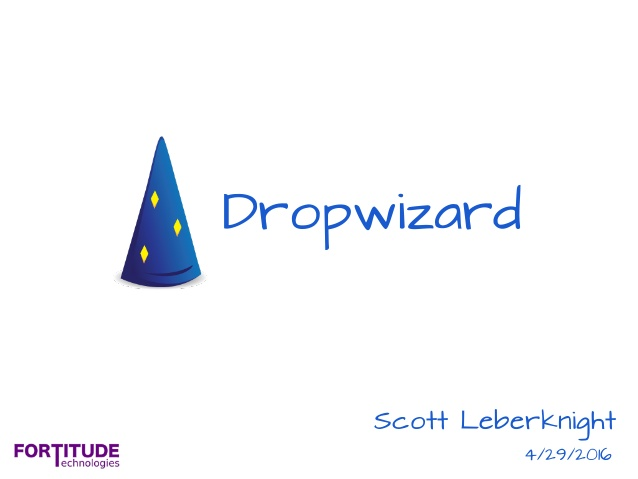 Dropwizard
Scott Leberknight
4/29/2016
FORTITUDE
Technologies